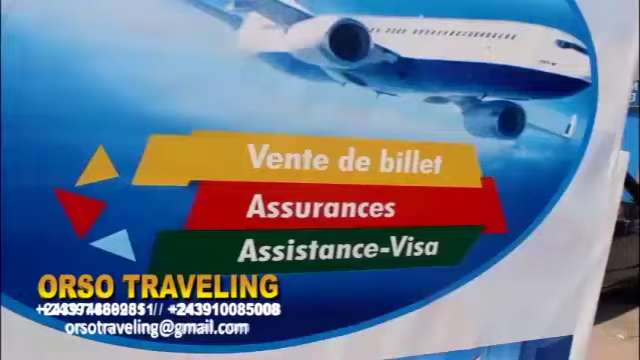 Vente de billet
Assurances
Assistance-Visa
ORSO TRAVELING
// +243910085008
orsotraveling@gmail.com